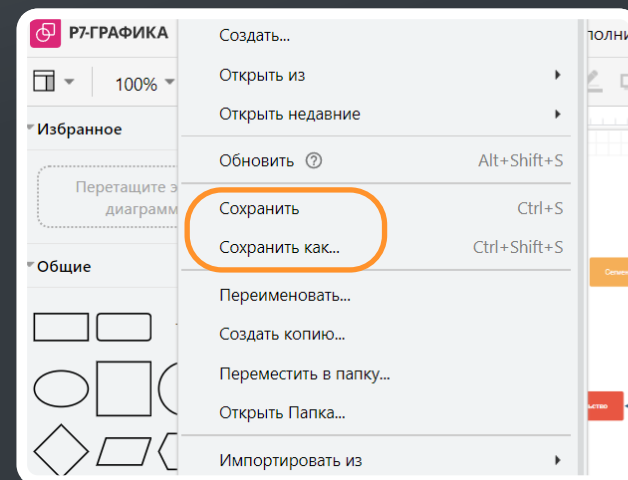 Р7-ГРАФИКА
100%
Избранное
Перетащите
Общие
Создать...
Открыть из
Открыть недавние
Обновить ? Alt+Shift+S
Сохранить Ctrl+S
Сохранить как... Ctrl+Shift+S
Переименовать...
Создать копию...
Переместить в папку...
Открыть Папка...
Импортировать из